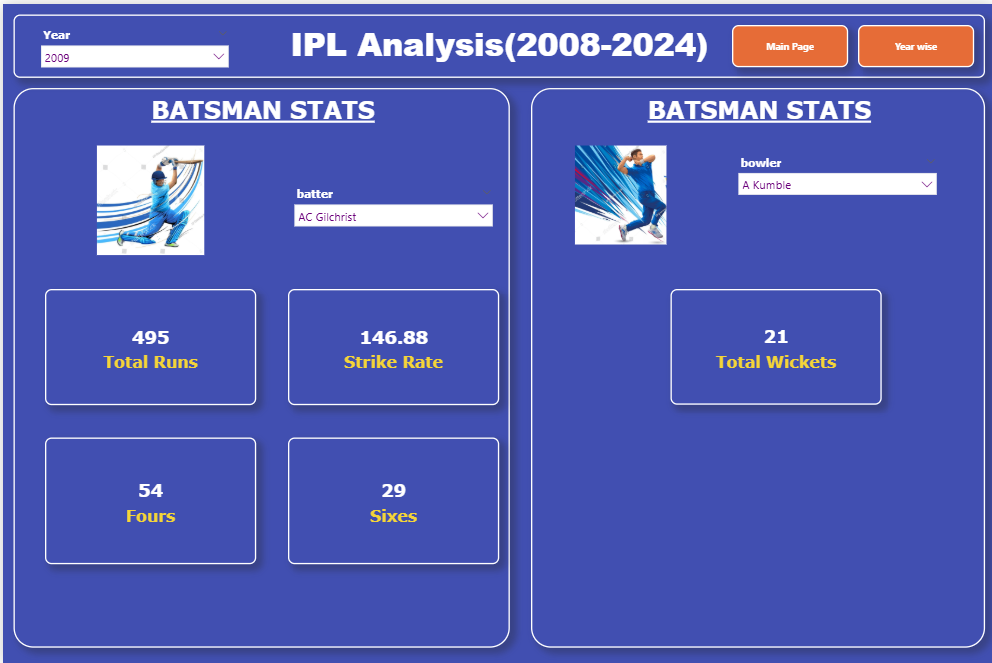 Year
2009
IPL Analysis(2008-2024)
Main Page
Year wise
BATSMAN STATS
batter
AC Gilchrist
495
Total Runs
146.88
Strike Rate
54
Fours
29
Sixes
BATSMAN STATS
bowler
A Kumble
21
Total Wickets